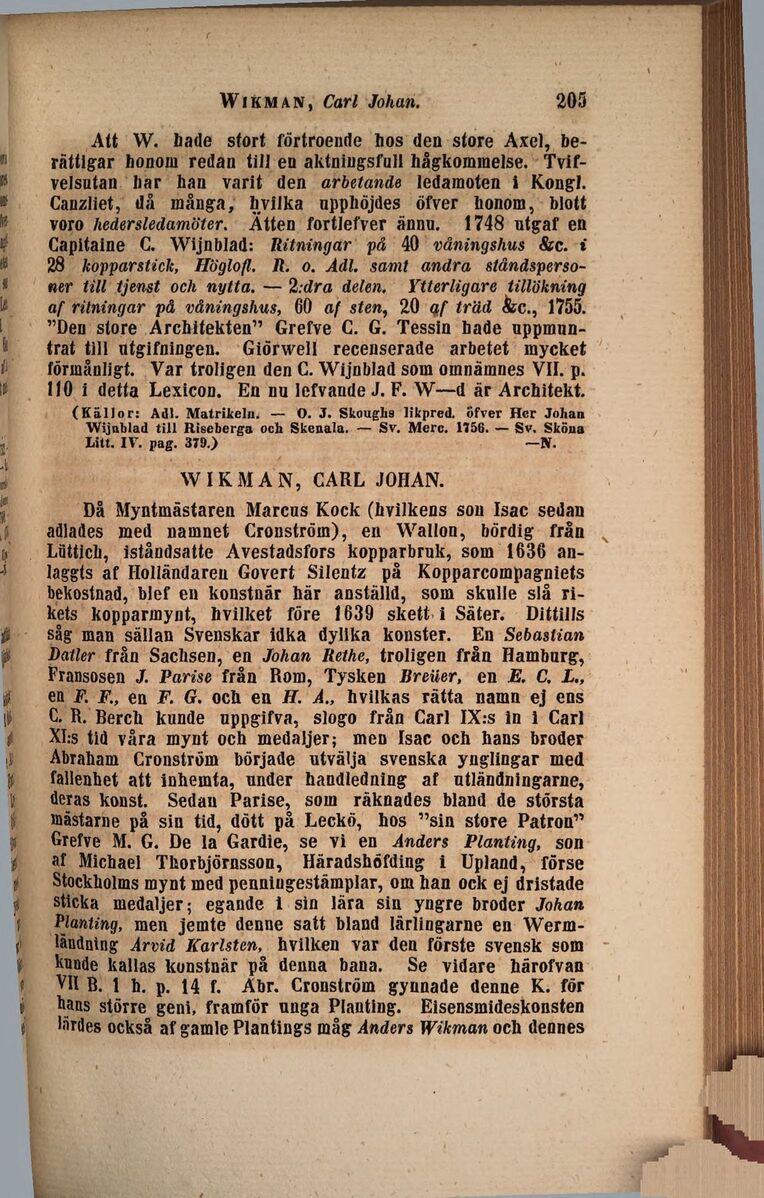 WIKMAN, Carl Johan. 205
Att W. hade stort förtroende hos den store Axel, be-
rättigar honom redan till en aktningsfull hågkommelse. Tvif-
velsutan har han varit den arbetande ledamoten i Kongl.
Canzliet, då många, hvilka upphöjdes öfver honom, blott
voro hedersledamöter. Ätten fortlefver ännu. 1748 utgaf en
Capitaine C. Wijnblad: Ritningar på 40 våningshus &c. i
28 kopparstick, Höglofl. R. o. Adl. samt andra ståndsperso-
ner till tjenst och nytta. — 2:dra delen. Ytterligare tillökning
af ritningar på våningshus, 60 af sten, 20 af träd &c., 1755.
"Den store Architekten" Grefve C. G. Tessin hade uppmun-
trat till utgifningen. Giörwell recenserade arbetet mycket
förmånligt. Var troligen den C. Wijnblad som omnämnes VII. p.
110 i detta Lexicon. En nu lefvande J. F. W—d är Architekt.
(Källor: Adl. Matrikeln. — O. J. Skoughs likpred. öfver Her Johan
Wijnblad till Riseberga och Skenala. — Sv. Merc. 1756. — Sv. Sköna
Litt. IV. pag. 379.) —N.
WIKMAN, CARL JOHAN.
Då Myntmästaren Marcus Kock (hvilkens son Isac sedan
adlades med namnet Cronström), en Wallon, bördig från
Lüttich, iståndsatte Avestadsfors kopparbruk, som 1636 an-
laggts af Holländaren Govert Silentz på Kopparcompagniets
bekostnad, blef en konstnär här anställd, som skulle slå ri-
kets kopparmynt, hvilket före 1639 skett i Säter. Dittills
såg man sällan Svenskar idka dylika konster. En Sebastian
Datler från Sachsen, en Johan Rethe, troligen från Hamburg,
Fransosen J. Parise från Rom, Tysken Breüer, en E. C. L.,
en F. F., en F. G. och en H. A., hvilkas rätta namn ej ens
C. R. Berch kunde uppgifva, slogo från Carl IX:s in i Carl
XI:s tid våra mynt och medaljer; men Isac och hans broder
Abraham Cronström började utvälja svenska ynglingar med
fallenhet att inhemta, under handledning af utländningarne,
deras konst. Sedan Parise, som räknades bland de största
mästarne på sin tid, dött på Leckö, hos "sin store Patron"
Grefve M. G. De la Gardie, se vi en Anders Planting, son
af Michael Thorbjörnsson, Häradshöfding i Upland, förse
Stockholms mynt med penningestämplar, om han ock ej dristade
sticka medaljer; egande i sin lära sin yngre broder Johan
Planting, men jemte denne satt bland lärlingarne en Werm-
ländning Arvid Karlsten, hvilken var den förste svensk som
kunde kallas konstnär på denna bana. Se vidare härofvan
VII B. 1 h. p. 14 f. Abr. Cronström gynnade denne K. för
hans större geni, framför unga Planting. Eisensmideskonsten
lärdes också af gamle Plantings måg Anders Wikman och dennes